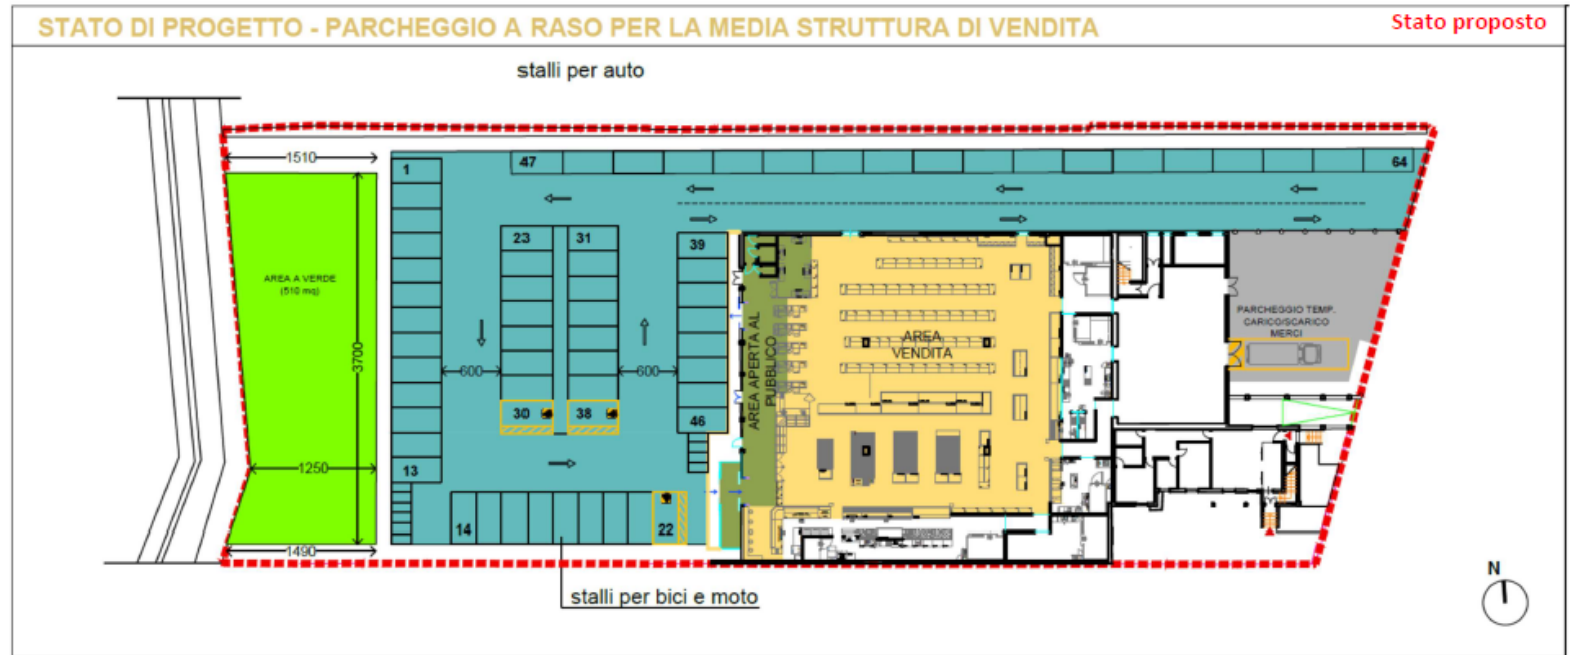 STATO DI PROGETTO - PARCHEGGIO A RASO PER LA MEDIA STRUTTURA DI VENDITA
Stato proposto
stalli per auto
1510
1
47
64
23
31
39
AREA A VERDE
(510 mq)
3700
600
600
AREA APERTA AL
PUBBLICO
AREA
VENDITA
PARCHEGGIO TEMP.
CARICO/SCARICO
MERCI
30
38
46
1250
13
14
22
1490
stalli per bici e moto
N